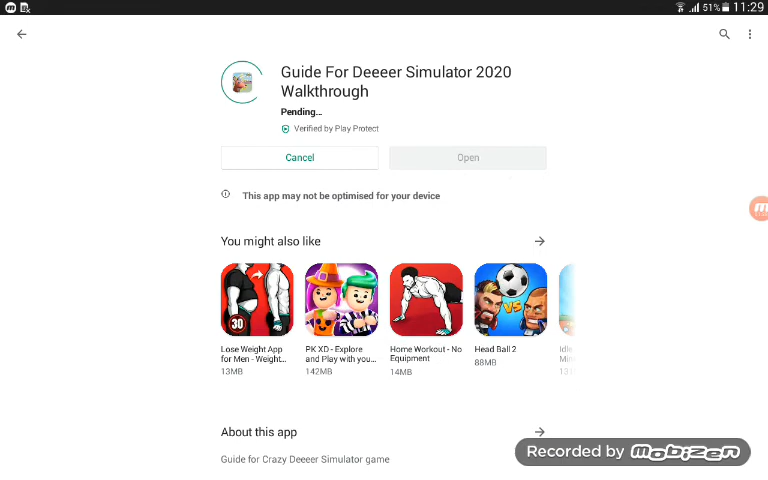 51% 11:29
Guide For Deeeer Simulator 2020
Walkthrough
Pending...
Verified by Play Protect
Cancel
Open
This app may not be optimised for your device
You might also like
30
VS
Lose Weight App
for Men - Weight...
13MB
PK XD - Explore
and Play with you...
142MB
Home Workout - No
Equipment
14MB
Head Ball 2
88MB
Idle
About this app
Guide for Crazy Deeeer Simulator game
Recorded by mobizen